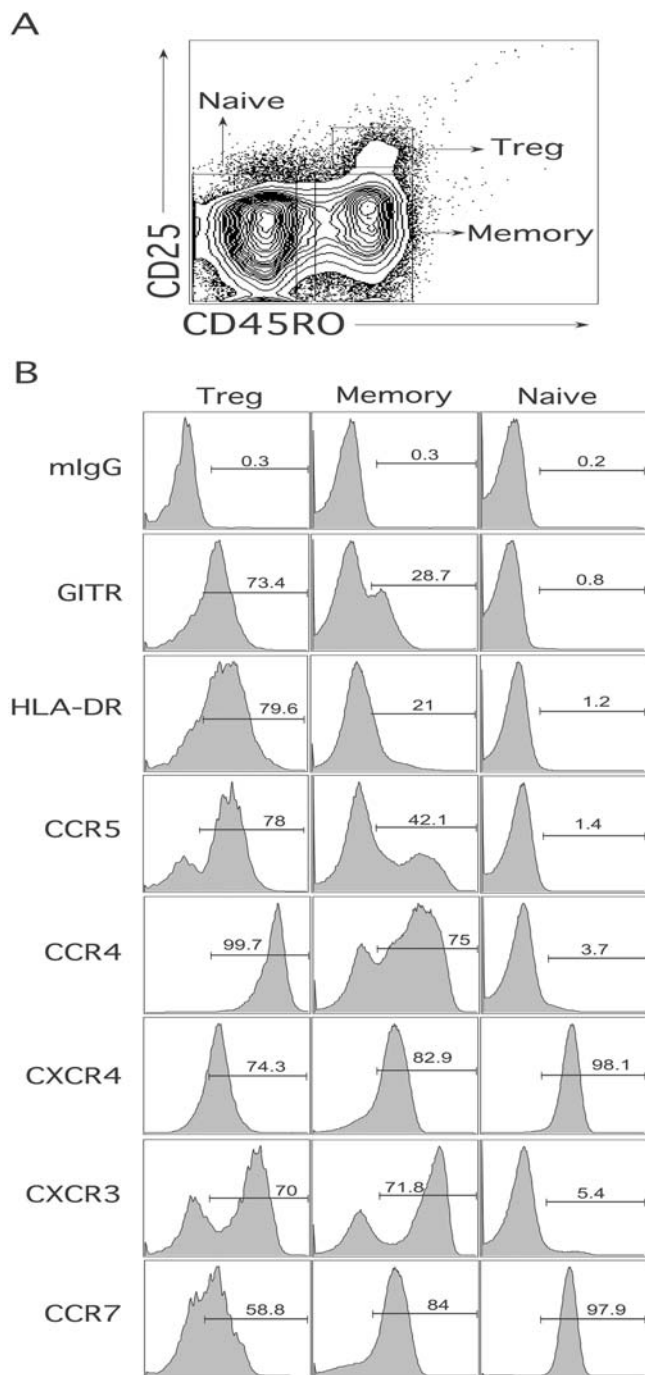 A
Naive
Treg
Memory
CD25
CD45RO
B
Treg Memory Naive
mIgG 0.3 0.3 0.2
GITR 73.4 28.7 0.8
HLA-DR 79.6 21 1.2
CCR5 78 42.1 1.4
CCR4 99.7 75 3.7
CXCR4 74.3 82.9 98.1
CXCR3 70 71.8 5.4
CCR7 58.8 84 97.9